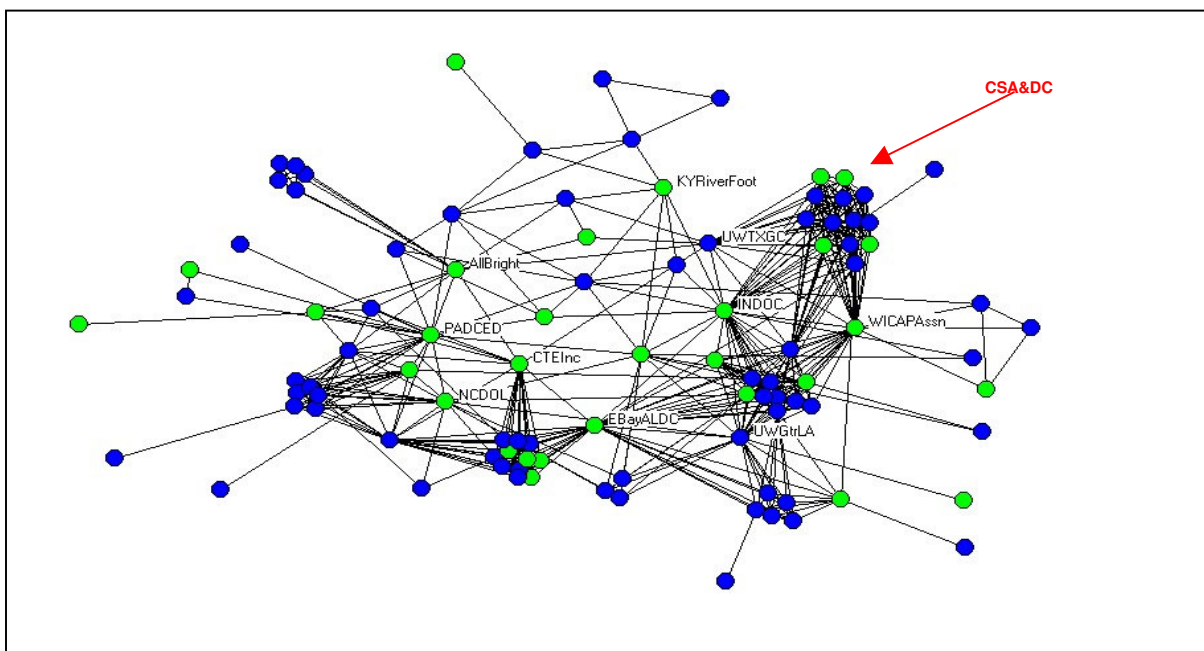 CSA&DC
KYRiverFoot
UWTXGC
AllBright
INDOC
WICAPAssn
PADCED
CTEInc
NCDOL
EBayALDC
UWGtrLA